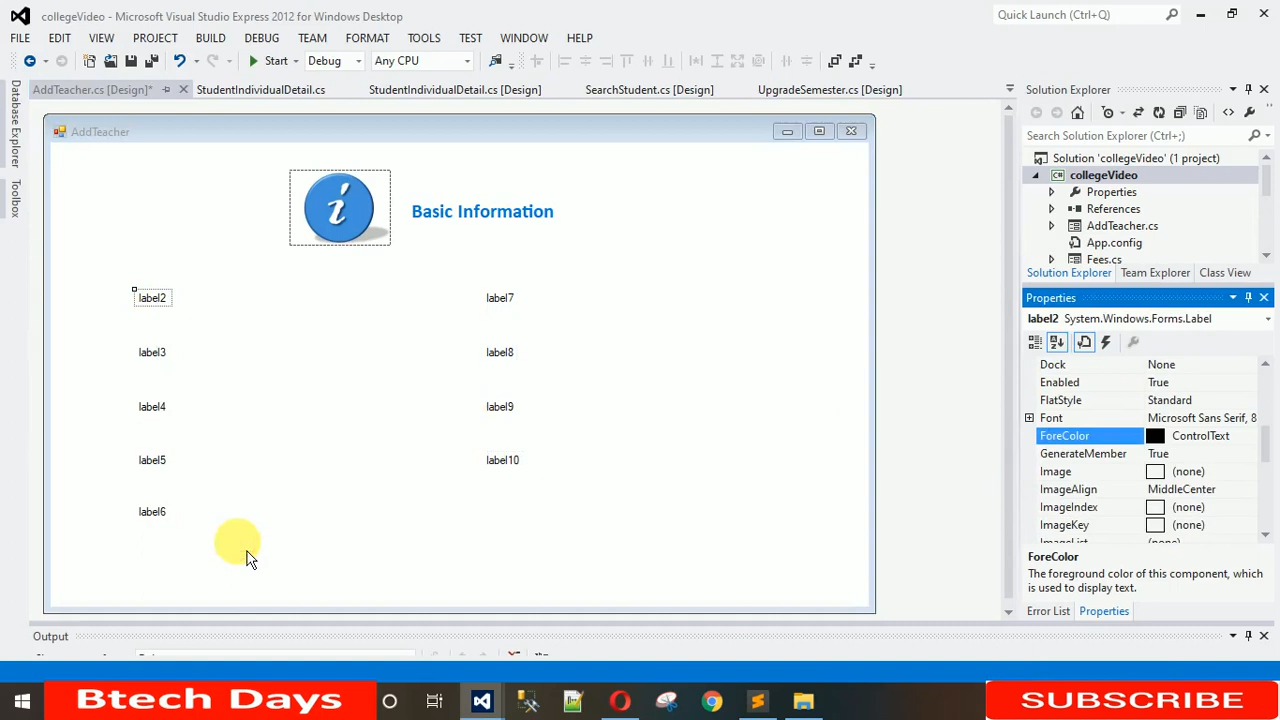 collegeVideo - Microsoft Visual Studio Express 2012 for Windows Desktop
Quick Launch (Ctrl+Q)
FILE EDIT VIEW PROJECT BUILD DEBUG TEAM FORMAT TOOLS TEST WINDOW HELP
Start Debug Any CPU
AddTeacher.cs [Design]* StudentIndividualDetail.cs StudentIndividualDetail.cs [Design] SearchStudent.cs [Design] UpgradeSemester.cs [Design]
Database Explorer
Toolbox
AddTeacher
i
Basic Information
label2
label3
label4
label5
label6
label7
label8
label9
label10
Solution Explorer
Search Solution Explorer (Ctrl+;)
Solution 'collegeVideo' (1 project)
C# collegeVideo
Properties
References
AddTeacher.cs
App.config
Fees.cs
Solution Explorer Team Explorer Class View
Properties
label2 System.Windows.Forms.Label
Dock None
Enabled True
FlatStyle Standard
Font Microsoft Sans Serif, 8
ForeColor ControlText
GenerateMember True
Image (none)
ImageAlign MiddleCenter
ImageIndex (none)
ImageKey (none)
ImageList
ForeColor
The foreground color of this component, which
is used to display text.
Error List Properties
Output
Btech Days
SUBSCRIBE